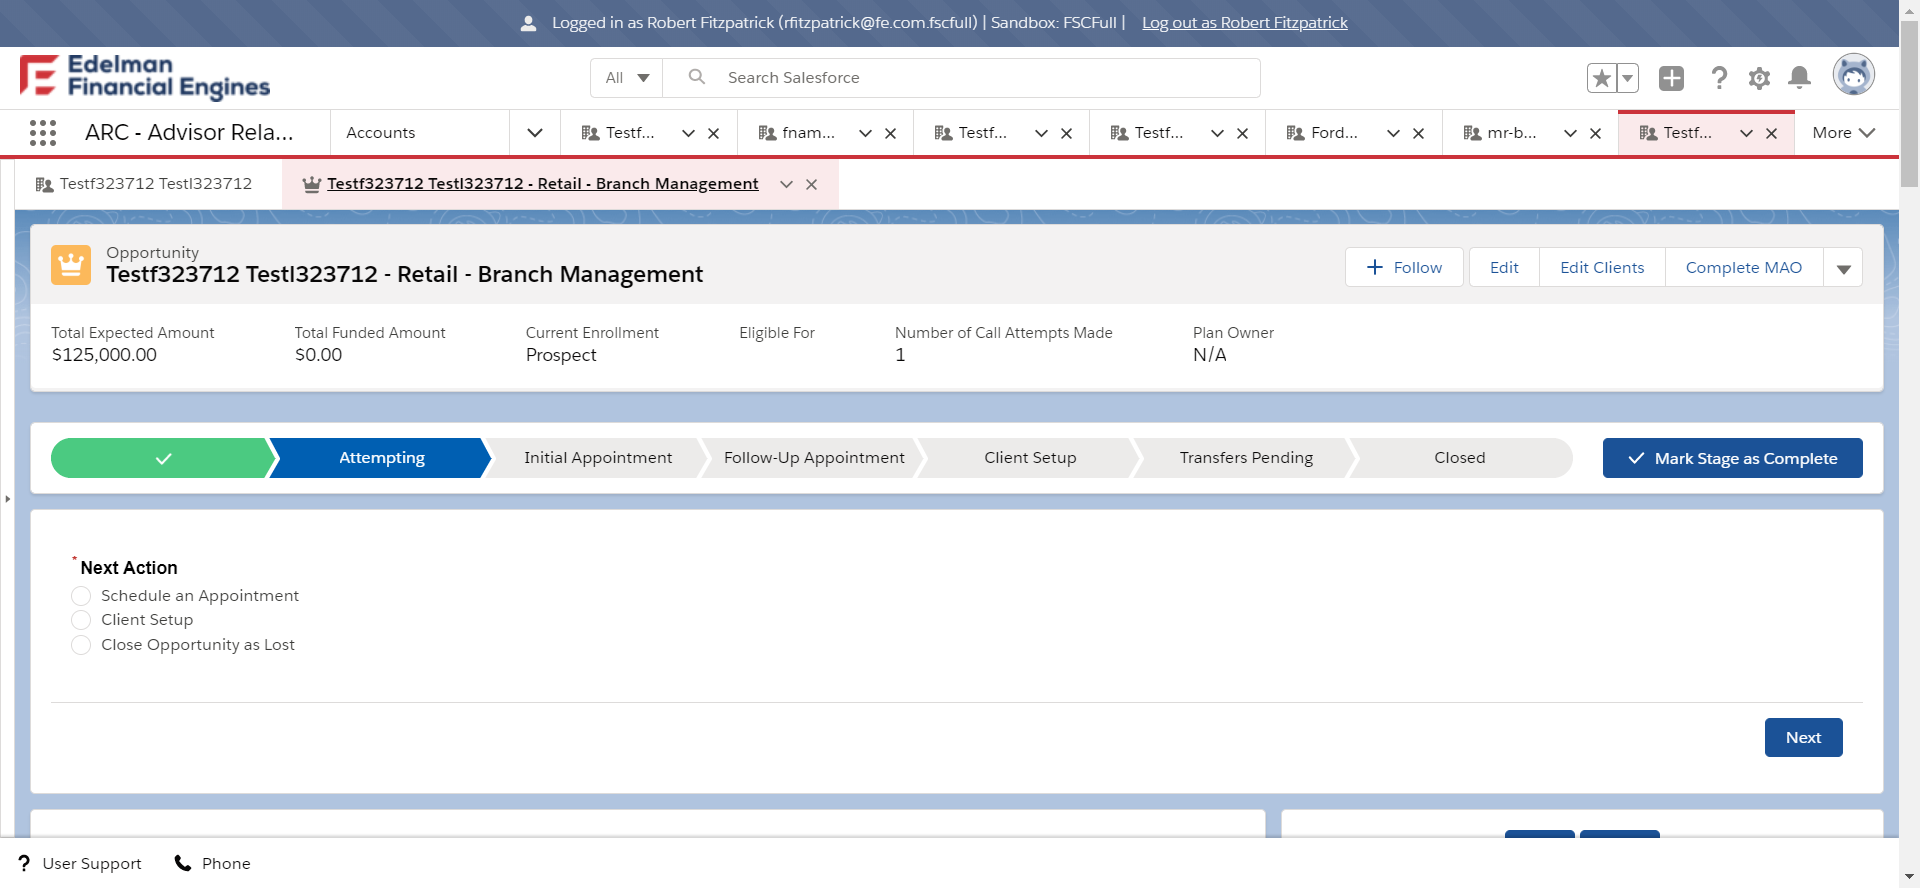 Logged in as Robert Fitzpatrick (rfitzpatrick@fe.com.fscfull) | Sandbox: FSCFull | Log out as Robert Fitzpatrick
Edelman
Financial Engines
All
Search Salesforce
ARC - Advisor Rela...
Accounts
Testf...
fnam...
Testf...
Testf...
Ford...
mr-b...
Testf...
More
Testf323712 Testl323712
Testf323712 Testl323712 - Retail - Branch Management
Opportunity
Testf323712 Testl323712 - Retail - Branch Management
Follow
Edit
Edit Clients
Complete MAO
Total Expected Amount
$125,000.00
Total Funded Amount
$0.00
Current Enrollment
Prospect
Eligible For
Number of Call Attempts Made
1
Plan Owner
N/A
Attempting
Initial Appointment
Follow-Up Appointment
Client Setup
Transfers Pending
Closed
Mark Stage as Complete
* Next Action
Schedule an Appointment
Client Setup
Close Opportunity as Lost
Next
User Support
Phone